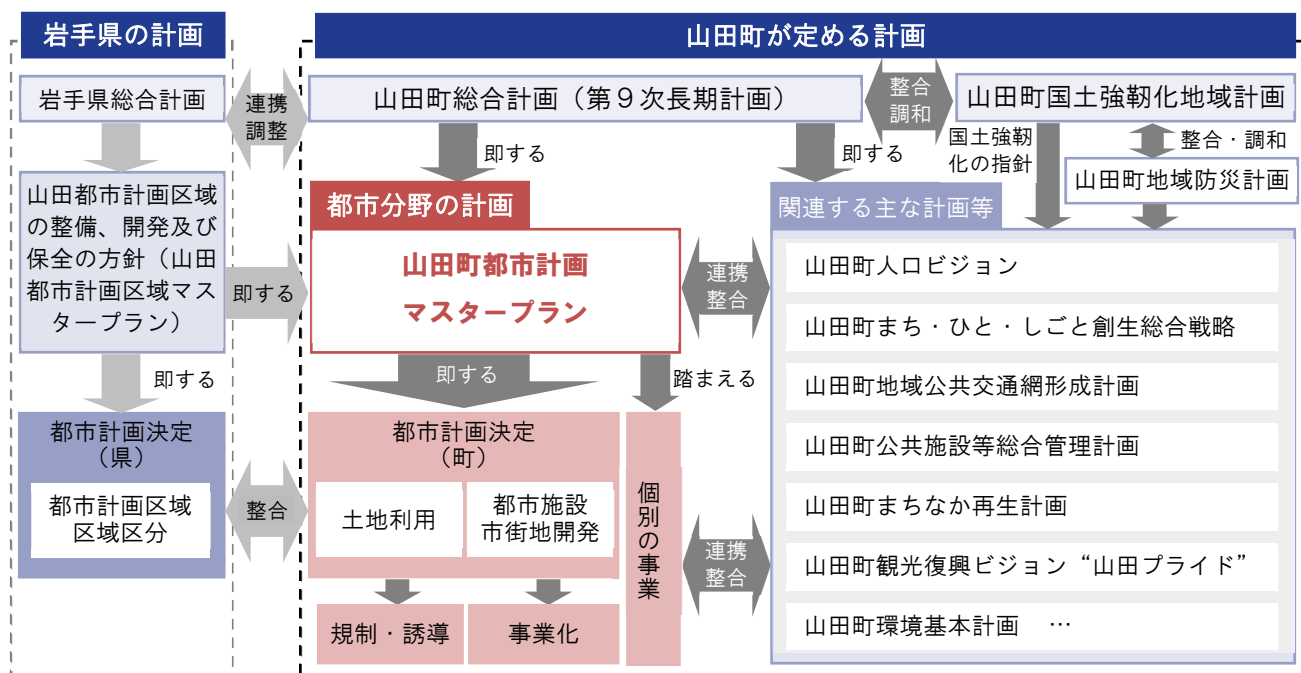 岩手県の計画
山田町が定める計画
岩手県総合計画
連携
調整
山田町総合計画（第９次長期計画）
整合
調和
山田町国土強靭化地域計画
即する
即する
国土強靭
化の指針
整合・調和
山田町地域防災計画
山田都市計画区域
の整備、開発及び
保全の方針（山田
都市計画区域マス
タープラン）
即する
都市分野の計画
山田町都市計画
マスタープラン
連携
整合
関連する主な計画等
山田町人口ビジョン
山田町まち・ひと・しごと創生総合戦略
山田町地域公共交通網形成計画
山田町公共施設等総合管理計画
山田町まちなか再生計画
山田町観光復興ビジョン“山田プライド”
山田町環境基本計画　…
即する
即する
踏まえる
都市計画決定
（県）
都市計画区域
区域区分
整合
都市計画決定
（町）
土地利用
都市施設
市街地開発
個別の事業
連携
整合
規制・誘導
事業化